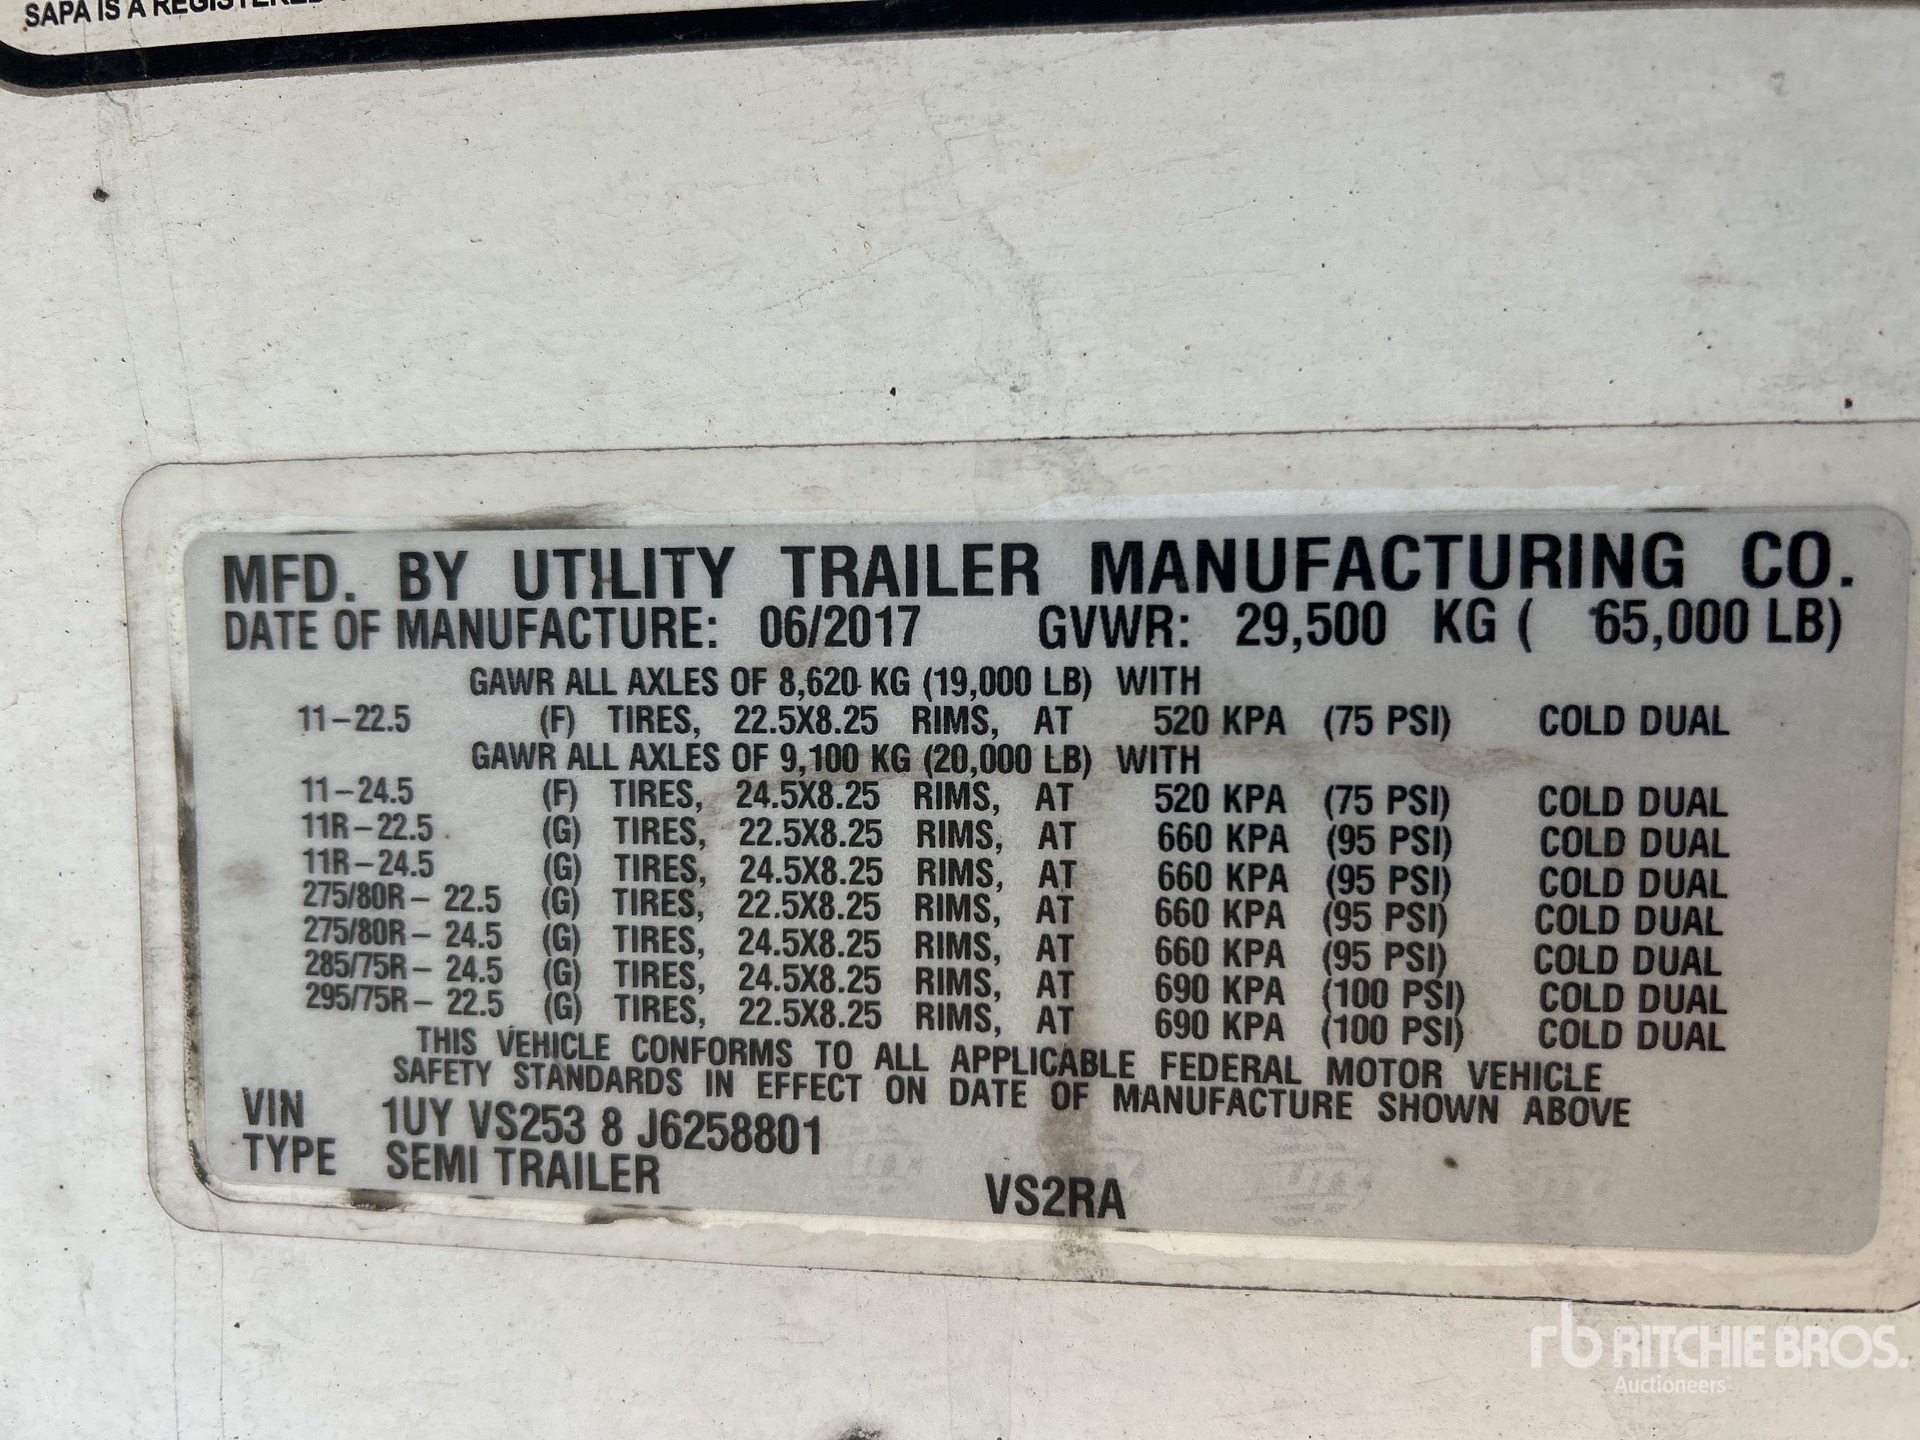 SAPA IS A REGISTERED
MFD. BY UTILITY TRAILER MANUFACTURING CO.
DATE OF MANUFACTURE: 06/2017 GVWR: 29,500 KG ( 65,000 LB)
GAWR ALL AXLES OF 8,620 KG (19,000 LB) WITH
11-22.5 (F) TIRES, 22.5X8.25 RIMS, AT 520 KPA (75 PSI) COLD DUAL
GAWR ALL AXLES OF 9,100 KG (20,000 LB) WITH
11-24.5 (F) TIRES, 24.5X8.25 RIMS, AT 520 KPA (75 PSI) COLD DUAL
11R-22.5 (G) TIRES, 22.5X8.25 RIMS, AT 660 KPA (95 PSI) COLD DUAL
11R-24.5 (G) TIRES, 24.5X8.25 RIMS, AT 660 KPA (95 PSI) COLD DUAL
275/80R- 22.5 (G) TIRES, 22.5X8.25 RIMS, AT 660 KPA (95 PSI) COLD DUAL
275/80R- 24.5 (G) TIRES, 24.5X8.25 RIMS, AT 660 KPA (95 PSI) COLD DUAL
285/75R- 24.5 (G) TIRES, 24.5X8.25 RIMS, AT 690 KPA (100 PSI) COLD DUAL
295/75R- 22.5 (G) TIRES, 22.5X8.25 RIMS, AT 690 KPA (100 PSI) COLD DUAL
THIS VEHICLE CONFORMS TO ALL APPLICABLE FEDERAL MOTOR VEHICLE
SAFETY STANDARDS IN EFFECT ON DATE OF MANUFACTURE SHOWN ABOVE
VIN 1UY VS253 8 J6258801
TYPE SEMI TRAILER VS2RA
rb RITCHIE BROS.
Auctioneers